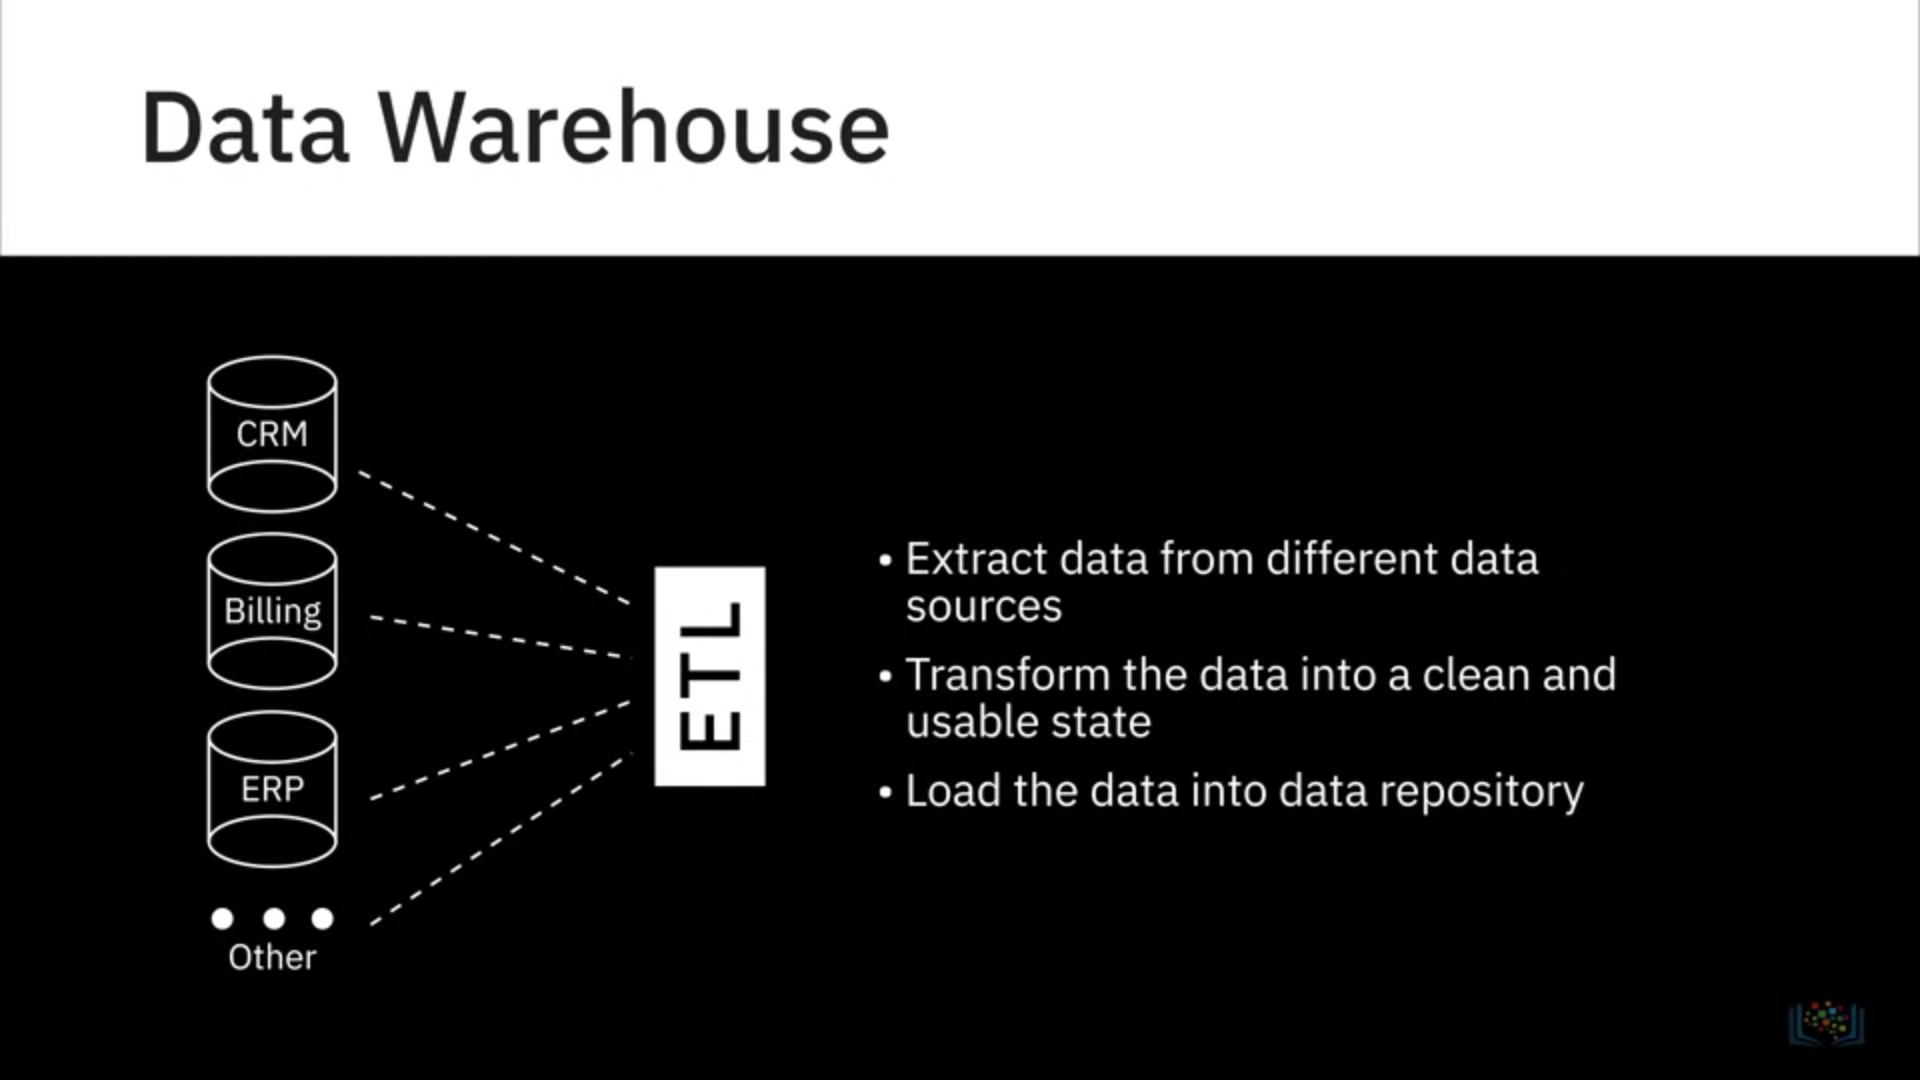 Data Warehouse
CRM
Billing
ERP
Other
ETL
• Extract data from different data
sources
• Transform the data into a clean and
usable state
• Load the data into data repository